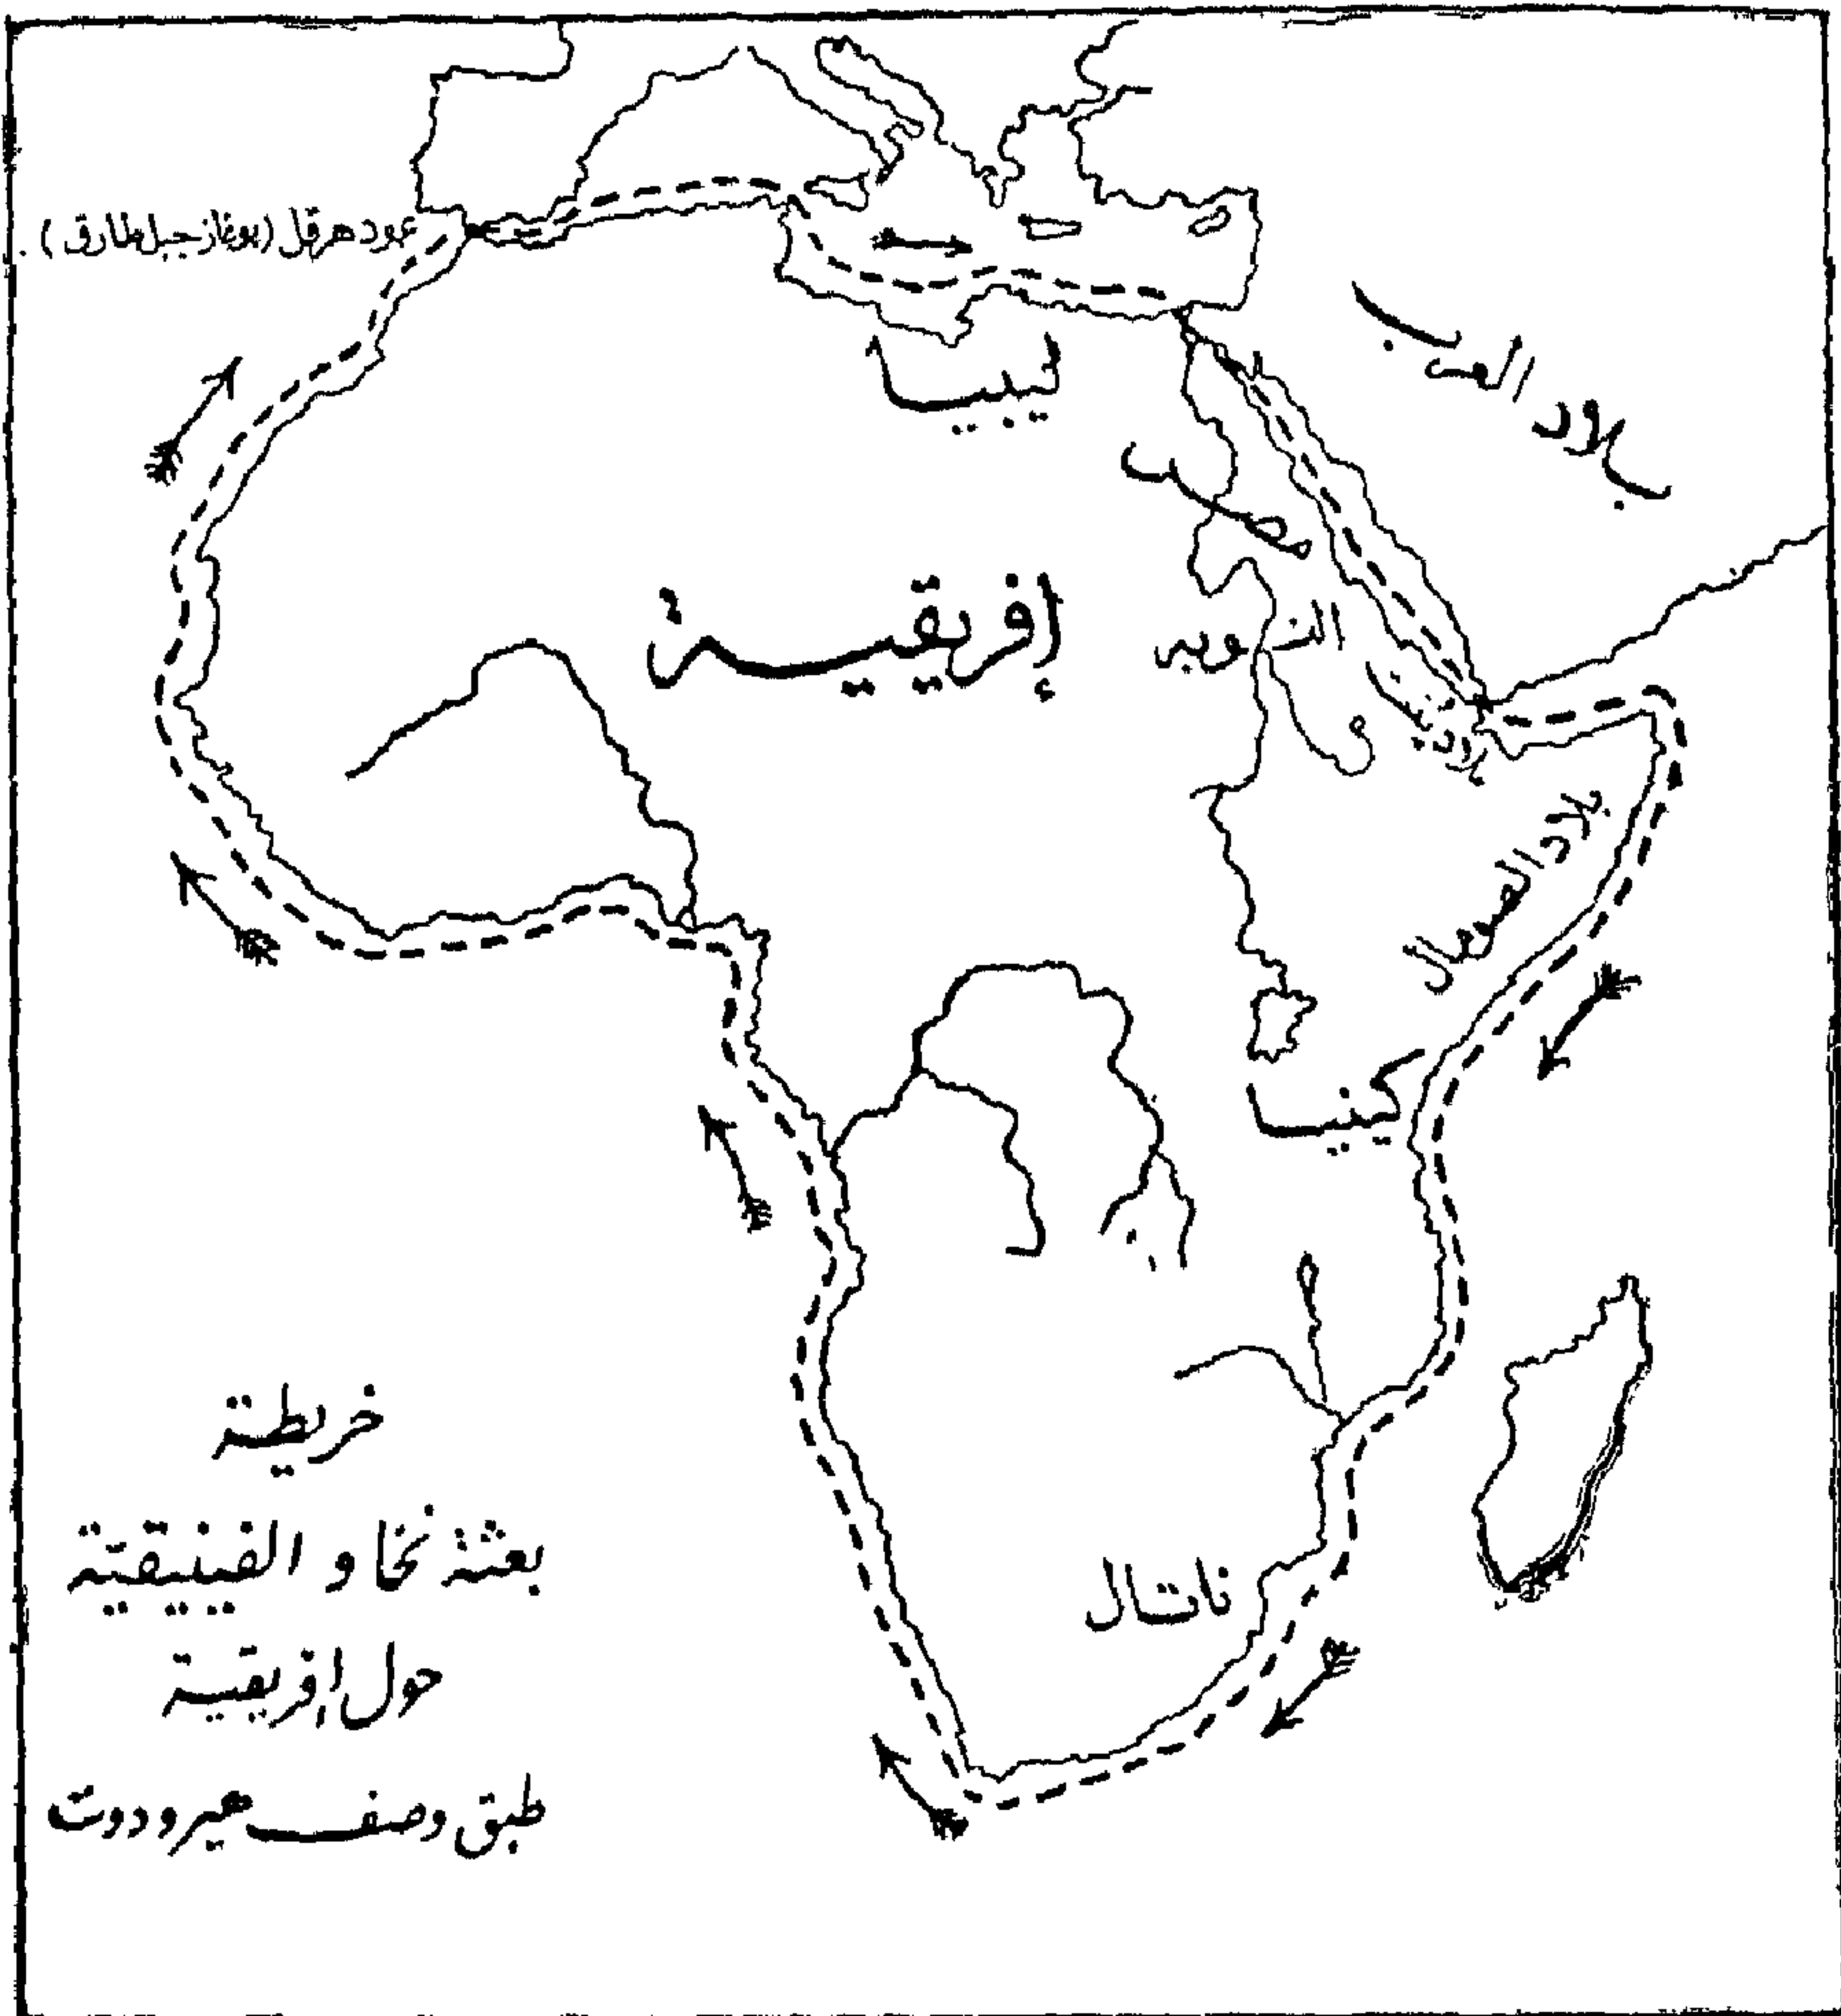 عمود هرقل (بوغاز جبل طارق).
بلاد العرب
ليبيا
مصر
إفريقية
النوبة
بلاد الصومال
كينيا
ناتال
خريطة
بعثة نخاو الفينيقية
حول إفريقية
طبق وصف هيرودوت